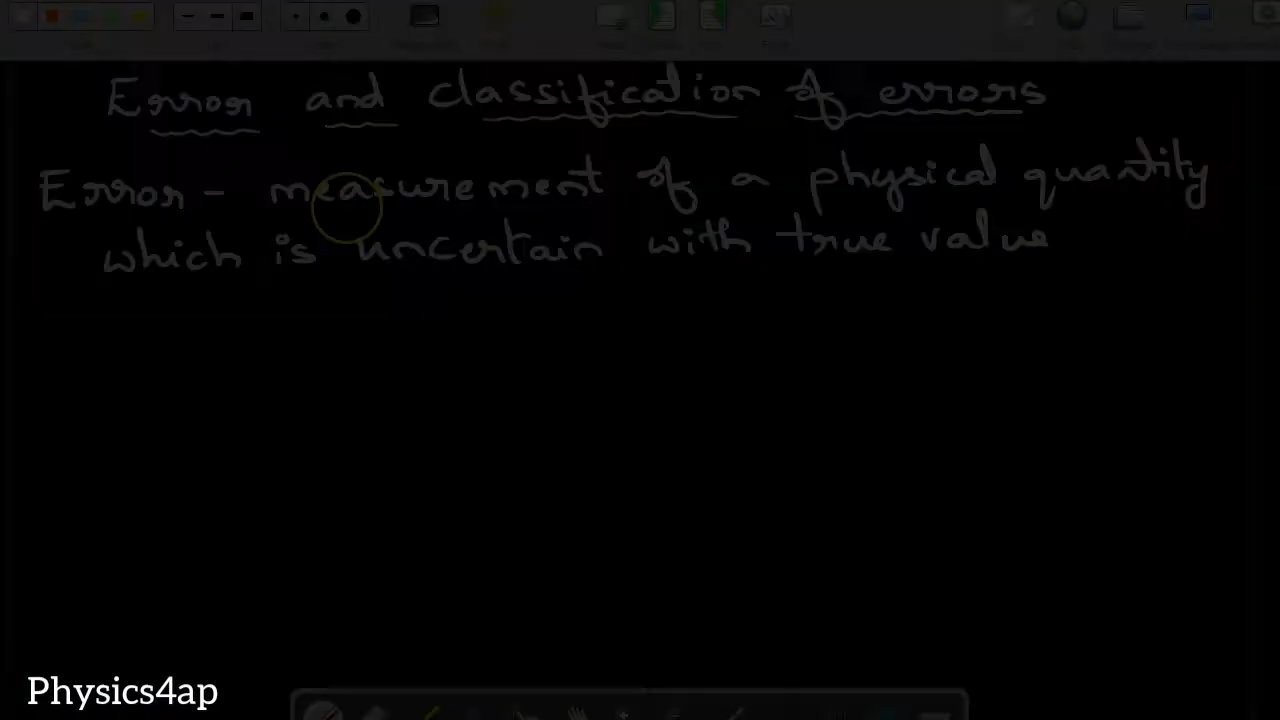 Error and classification of errors
Error - measurement of a physical quantity
which is uncertain with true value
Physics4ap